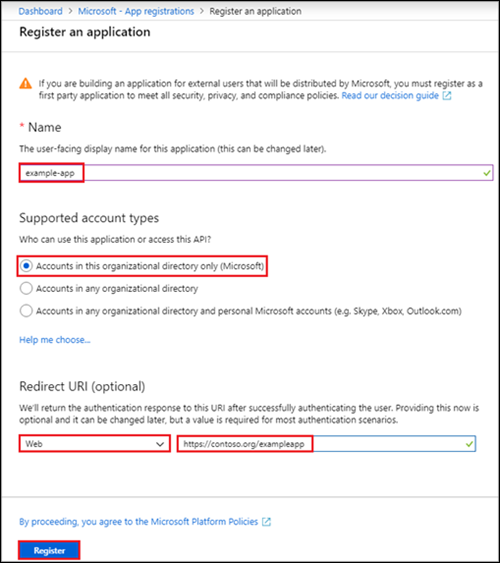 Dashboard > Microsoft - App registrations > Register an application
Register an application
If you are building an application for external users that will be distributed by Microsoft, you must register as a
first party application to meet all security, privacy, and compliance policies. Read our decision guide
* Name
The user-facing display name for this application (this can be changed later).
example-app
Supported account types
Who can use this application or access this API?
Accounts in this organizational directory only (Microsoft)
Accounts in any organizational directory
Accounts in any organizational directory and personal Microsoft accounts (e.g. Skype, Xbox, Outlook.com)
Help me choose...
Redirect URI (optional)
We'll return the authentication response to this URI after successfully authenticating the user. Providing this now is
optional and it can be changed later, but a value is required for most authentication scenarios.
Web https://contoso.org/exampleapp
By proceeding, you agree to the Microsoft Platform Policies
Register